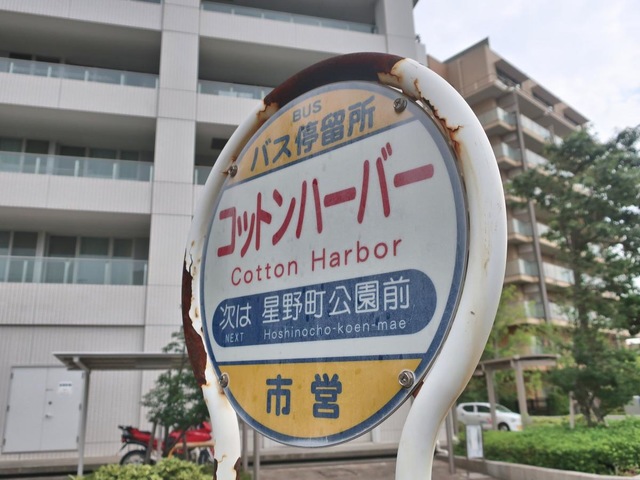 BUS
バス停留所
コットンハーバー
Cotton Harbor
次は 星野町公園前
NEXT Hoshinocho-koen-mae
市営